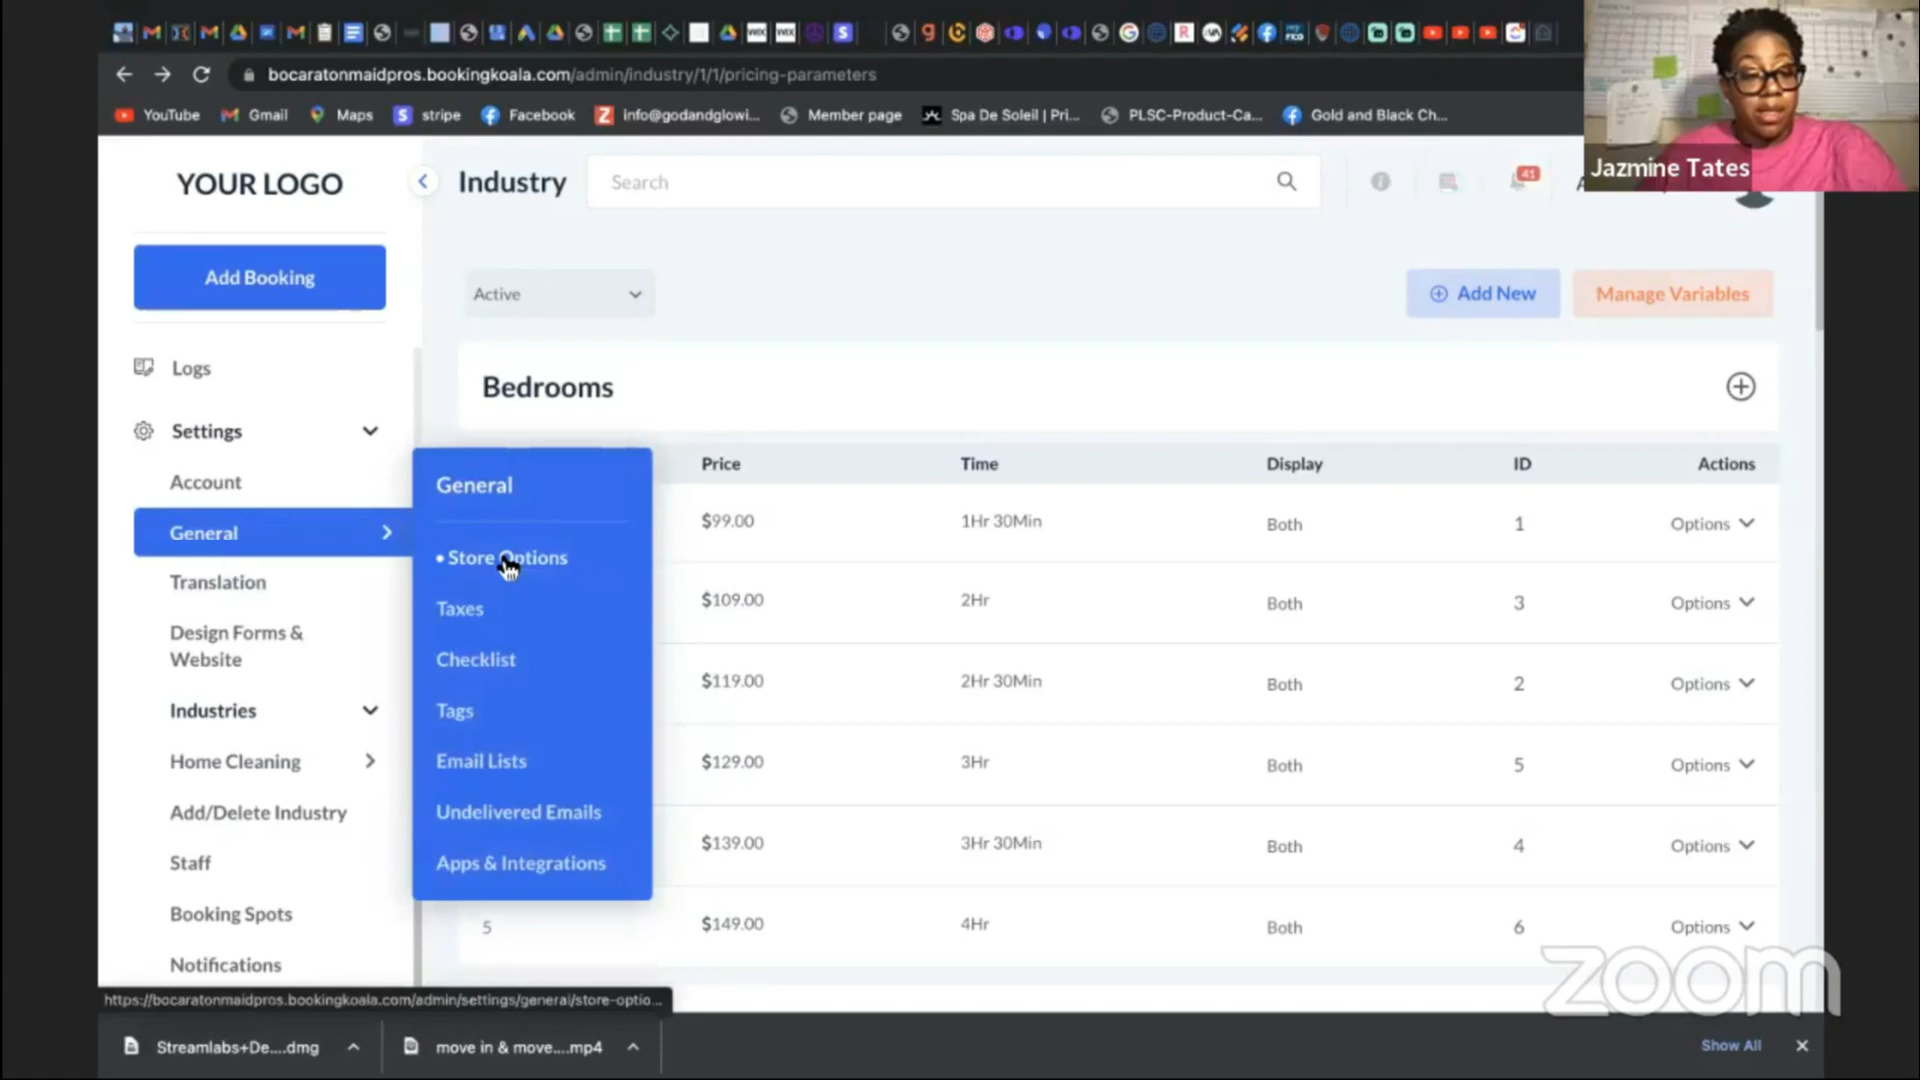 bocaratonmaidpros.bookingkoala.com/admin/industry/1/1/pricing-parameters
YouTube
Gmail
Maps
stripe
Facebook
info@godandglowi...
Member page
Spa De Soleil | Pri...
PLSC-Product-Ca...
Gold and Black Ch...
Jazmine Tates
YOUR LOGO
Industry
Search
41
Add Booking
Active
Add New
Manage Variables
Logs
Bedrooms
Settings
Account
General
Translation
Design Forms &
Website
Industries
Home Cleaning
Add/Delete Industry
Staff
Booking Spots
Notifications
General
• Store Options
Taxes
Checklist
Tags
Email Lists
Undelivered Emails
Apps & Integrations
Price Time Display ID Actions
$99.00 1Hr 30Min Both 1 Options
$109.00 2Hr Both 3 Options
$119.00 2Hr 30Min Both 2 Options
$129.00 3Hr Both 5 Options
$139.00 3Hr 30Min Both 4 Options
5 $149.00 4Hr Both 6 Options
zoom
https://bocaratonmaidpros.bookingkoala.com/admin/settings/general/store-optio...
Streamlabs+De....dmg
move in & move....mp4
Show All